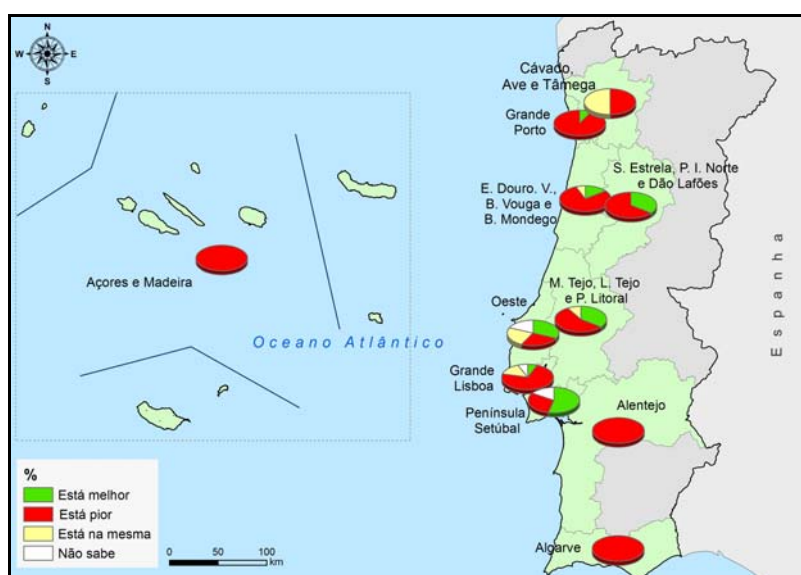 N
W E
S
Cávado,
Ave e Tâmega
Grande
Porto
S. Estrela, P. I. Norte
e Dão Lafões
E. Douro. V.,
B. Vouga e
B. Mondego
Açores e Madeira
M. Tejo, L. Tejo
e P. Litoral
Oeste
Oceano Atlântico
Espanha
Grande
Lisboa
Península
Setúbal
Alentejo
Algarve
%
Está melhor
Está pior
Está na mesma
Não sabe
0 50 100
km